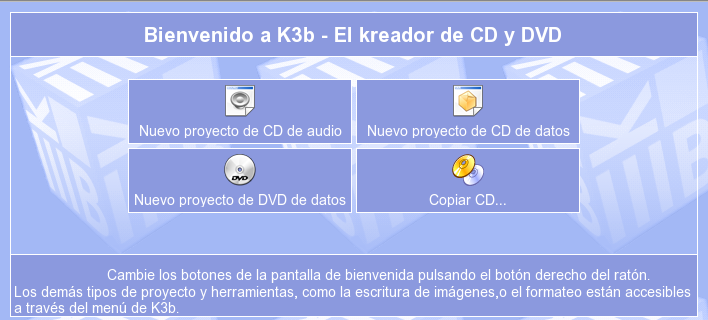 Bienvenido a K3b - El kreador de CD y DVD
Nuevo proyecto de CD de audio
Nuevo proyecto de CD de datos
DVD
Nuevo proyecto de DVD de datos
Copiar CD...
Cambie los botones de la pantalla de bienvenida pulsando el botón derecho del ratón.
Los demás tipos de proyecto y herramientas, como la escritura de imágenes,o el formateo están accesibles
a través del menú de K3b.